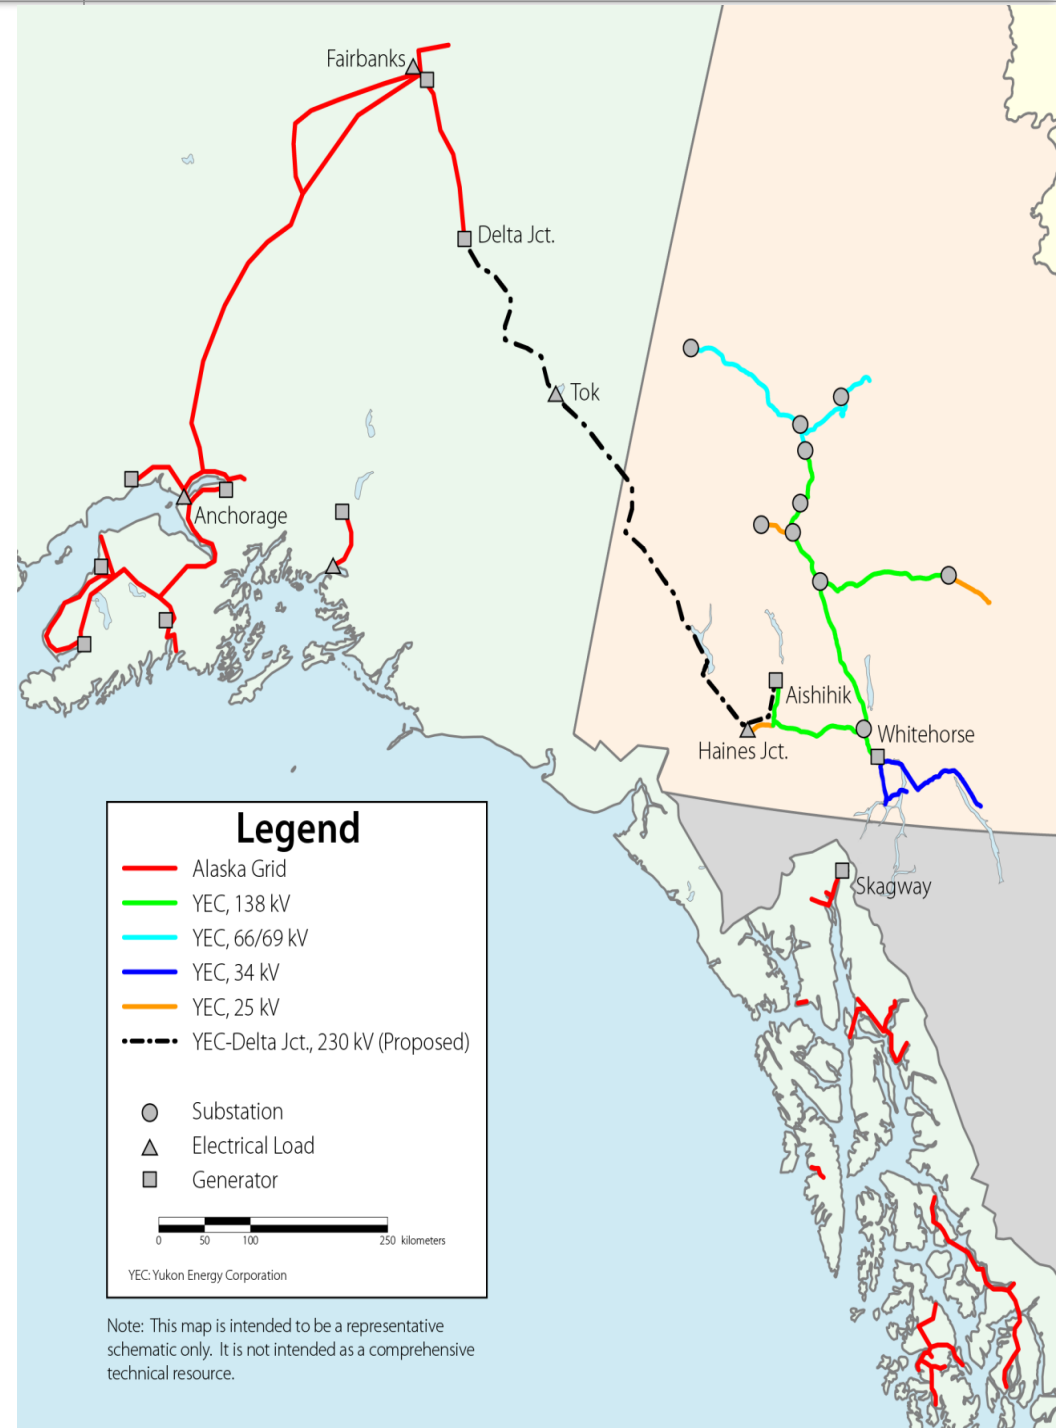 Fairbanks
Delta Jct.
Tok
Anchorage
Aishihik
Whitehorse
Haines Jct.
Skagway
Legend
Alaska Grid
YEC, 138 kV
YEC, 66/69 kV
YEC, 34 kV
YEC, 25 kV
YEC-Delta Jct., 230 kV (Proposed)
Substation
Electrical Load
Generator
0 50 100 250 kilometers
YEC: Yukon Energy Corporation
Note: This map is intended to be a representative
schematic only. It is not intended as a comprehensive
technical resource.